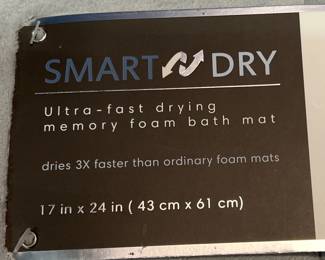 SMART DRY
Ultra-fast drying
memory foam bath mat
dries 3X faster than ordinary foam mats
17 in x 24 in ( 43 cm x 61 cm)